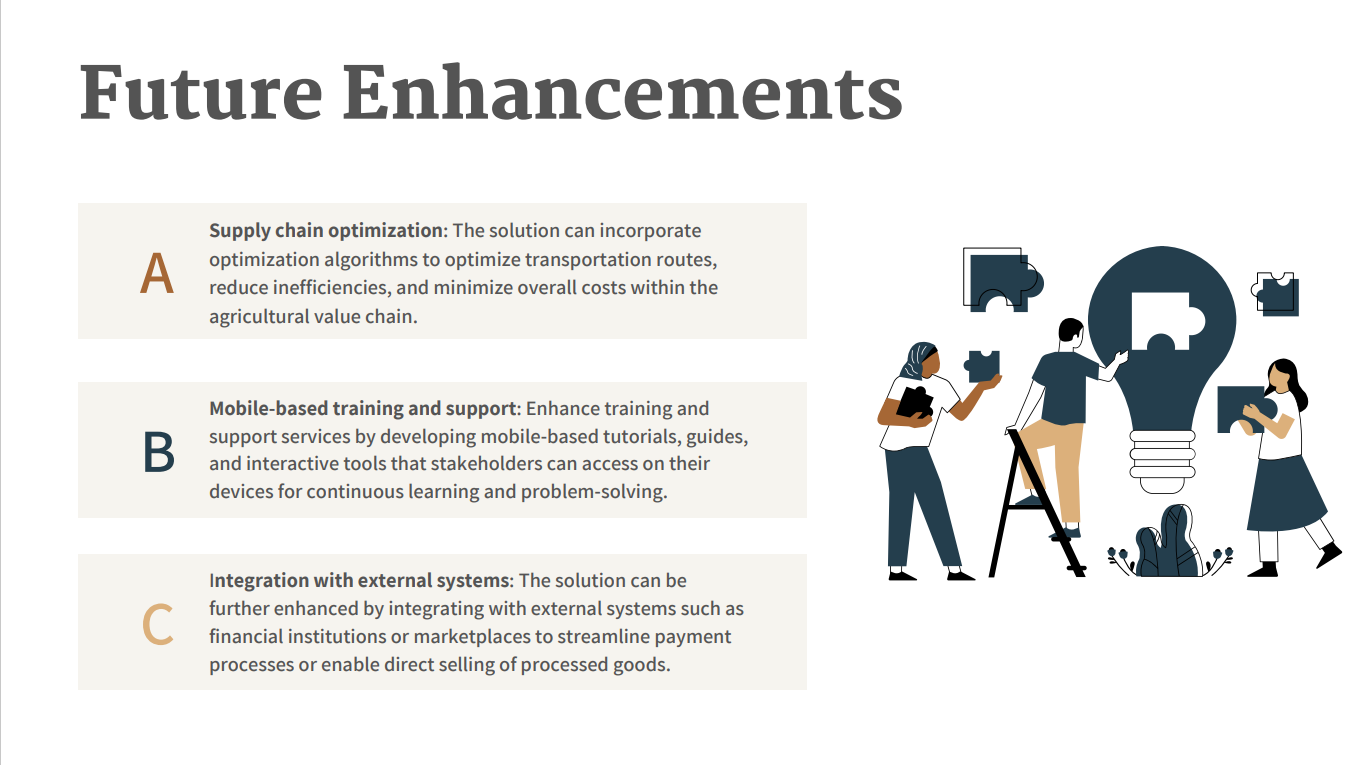 Future Enhancements
A
Supply chain optimization: The solution can incorporate
optimization algorithms to optimize transportation routes,
reduce inefficiencies, and minimize overall costs within the
agricultural value chain.
B
Mobile-based training and support: Enhance training and
support services by developing mobile-based tutorials, guides,
and interactive tools that stakeholders can access on their
devices for continuous learning and problem-solving.
C
Integration with external systems: The solution can be
further enhanced by integrating with external systems such as
financial institutions or marketplaces to streamline payment
processes or enable direct selling of processed goods.